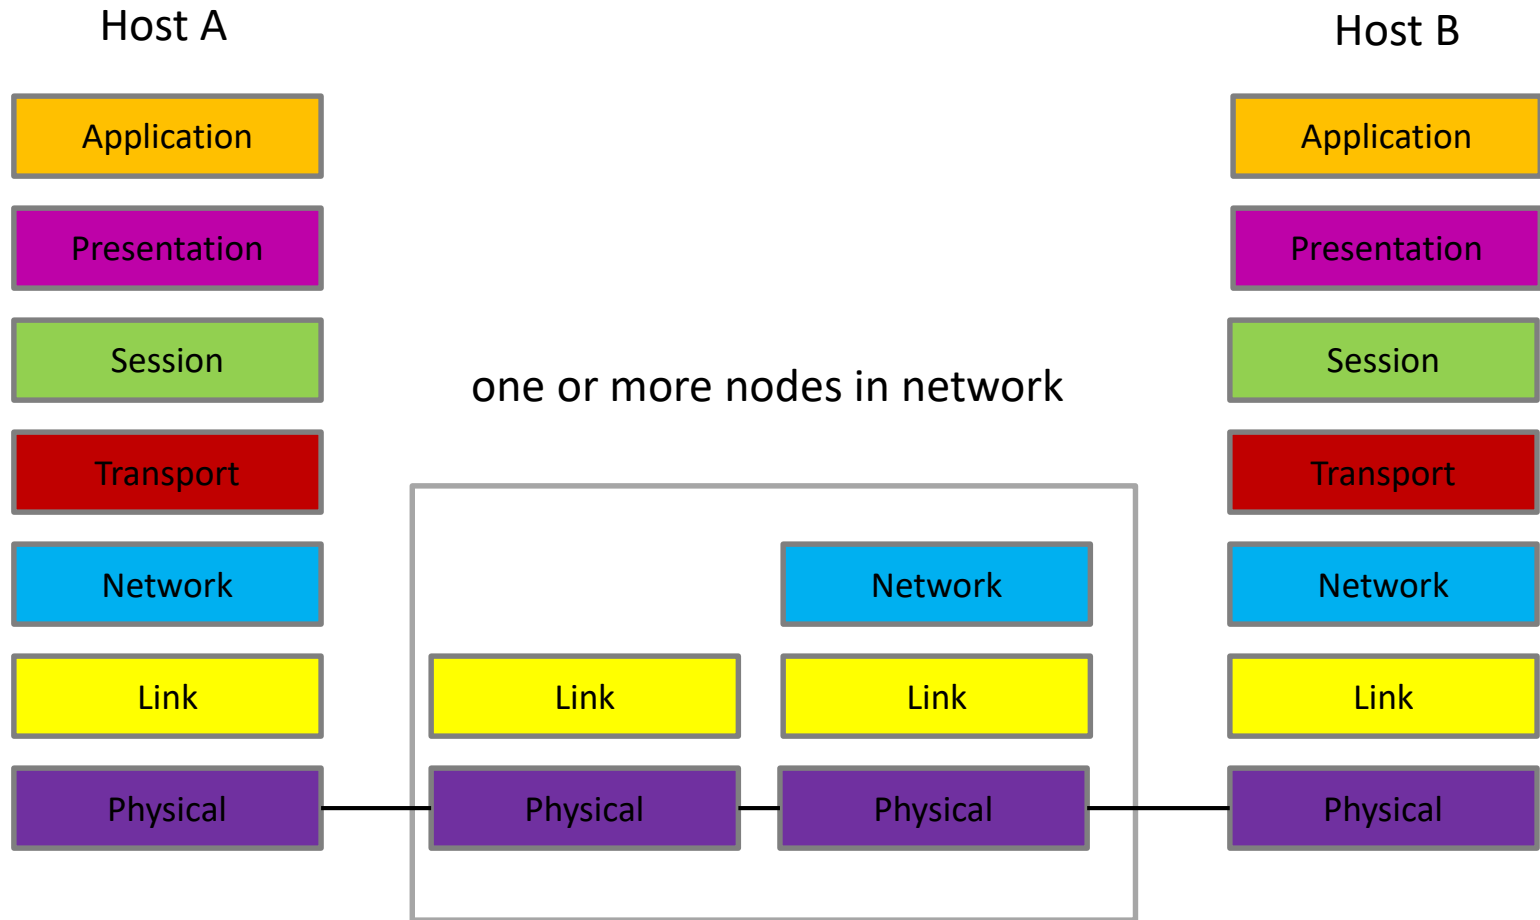 Host A
Host B
Application
Application
Presentation
Presentation
Session
Session
one or more nodes in network
Transport
Transport
Network
Network
Network
Link
Link
Link
Link
Physical
Physical
Physical
Physical